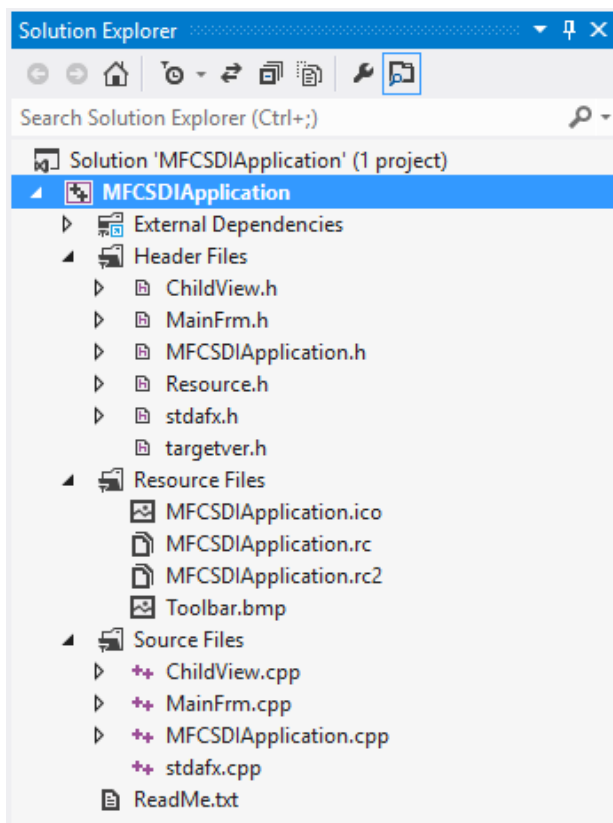 Solution Explorer
Search Solution Explorer (Ctrl+;)
Solution 'MFCSDIApplication' (1 project)
MFCSDIApplication
External Dependencies
Header Files
ChildView.h
MainFrm.h
MFCSDIApplication.h
Resource.h
stdafx.h
targetver.h
Resource Files
MFCSDIApplication.ico
MFCSDIApplication.rc
MFCSDIApplication.rc2
Toolbar.bmp
Source Files
ChildView.cpp
MainFrm.cpp
MFCSDIApplication.cpp
stdafx.cpp
ReadMe.txt